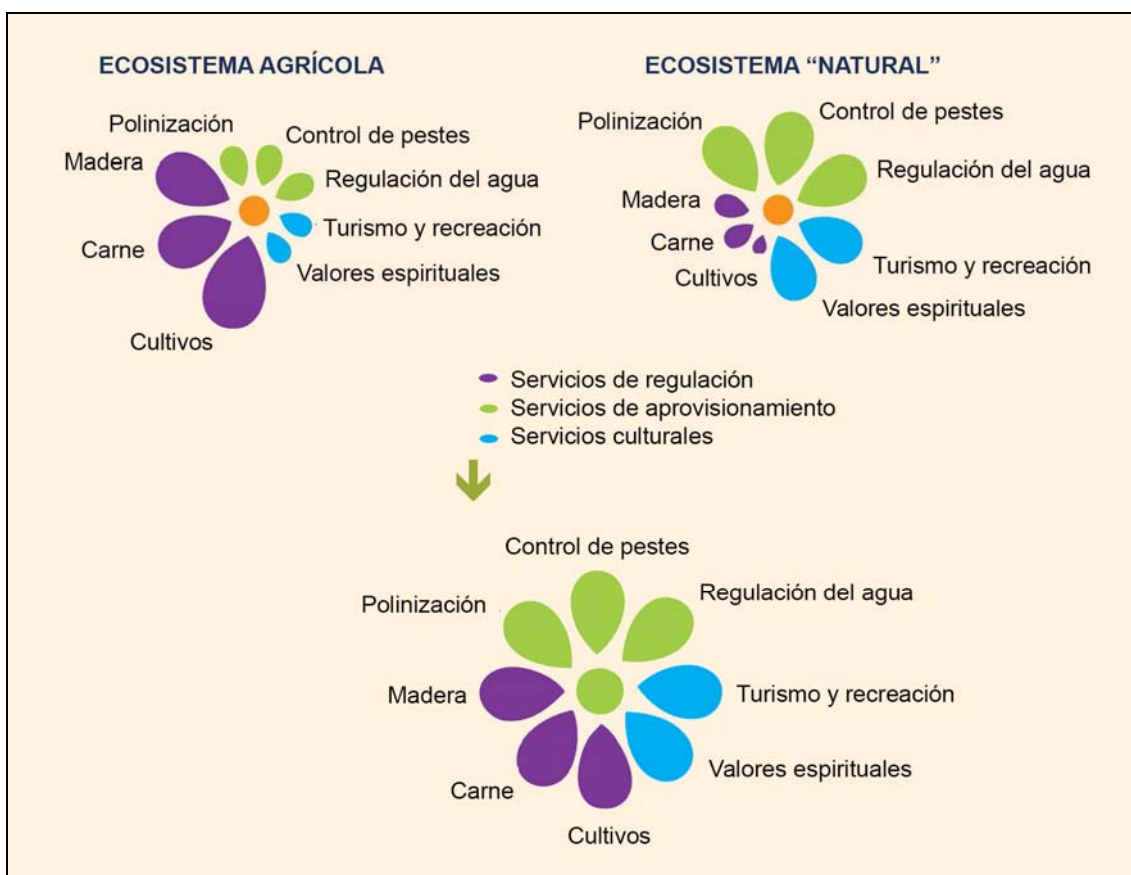 ECOSISTEMA AGRÍCOLA
Polinización
Control de pestes
Madera
Regulación del agua
Carne
Turismo y recreación
Valores espirituales
Cultivos
ECOSISTEMA “NATURAL”
Polinización
Control de pestes
Regulación del agua
Madera
Carne
Turismo y recreación
Cultivos
Valores espirituales
Servicios de regulación
Servicios de aprovisionamiento
Servicios culturales
Control de pestes
Polinización
Regulación del agua
Madera
Turismo y recreación
Carne
Valores espirituales
Cultivos